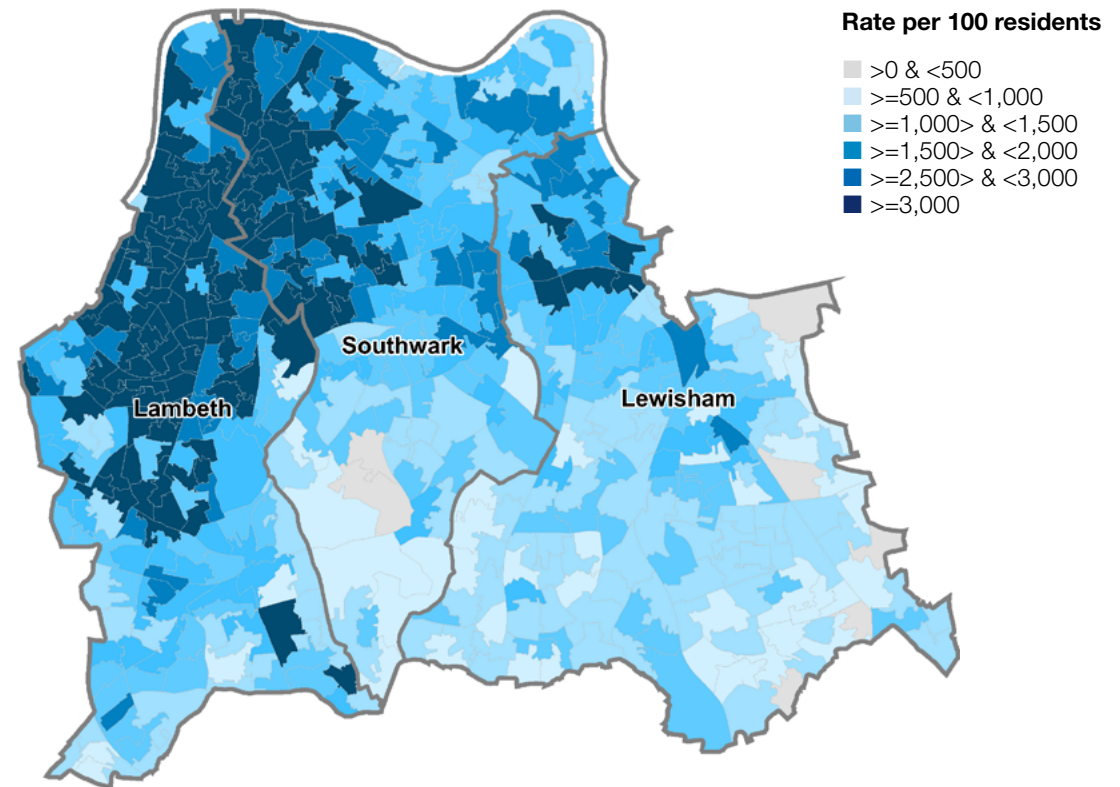 Rate per 100 residents
>0 & <500
>=500 & <1,000
>=1,000> & <1,500
>=1,500> & <2,000
>=2,500> & <3,000
>=3,000
Southwark
Lewisham
Lambeth